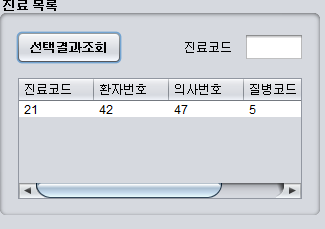 진료 목록
선택결과조회 진료코드
진료코드 환자번호 의사번호 질병코드
21 42 47 5